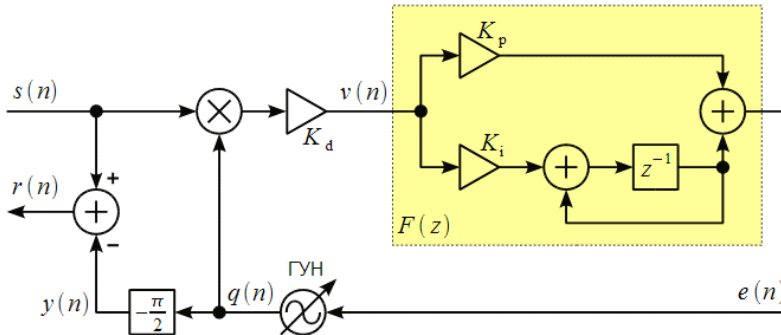 K_p
s(n)
v(n)
K_d
K_i
+
z⁻¹
r(n)
+
−
F(z)
ГУН
y(n)
−π/2
q(n)
e(n)